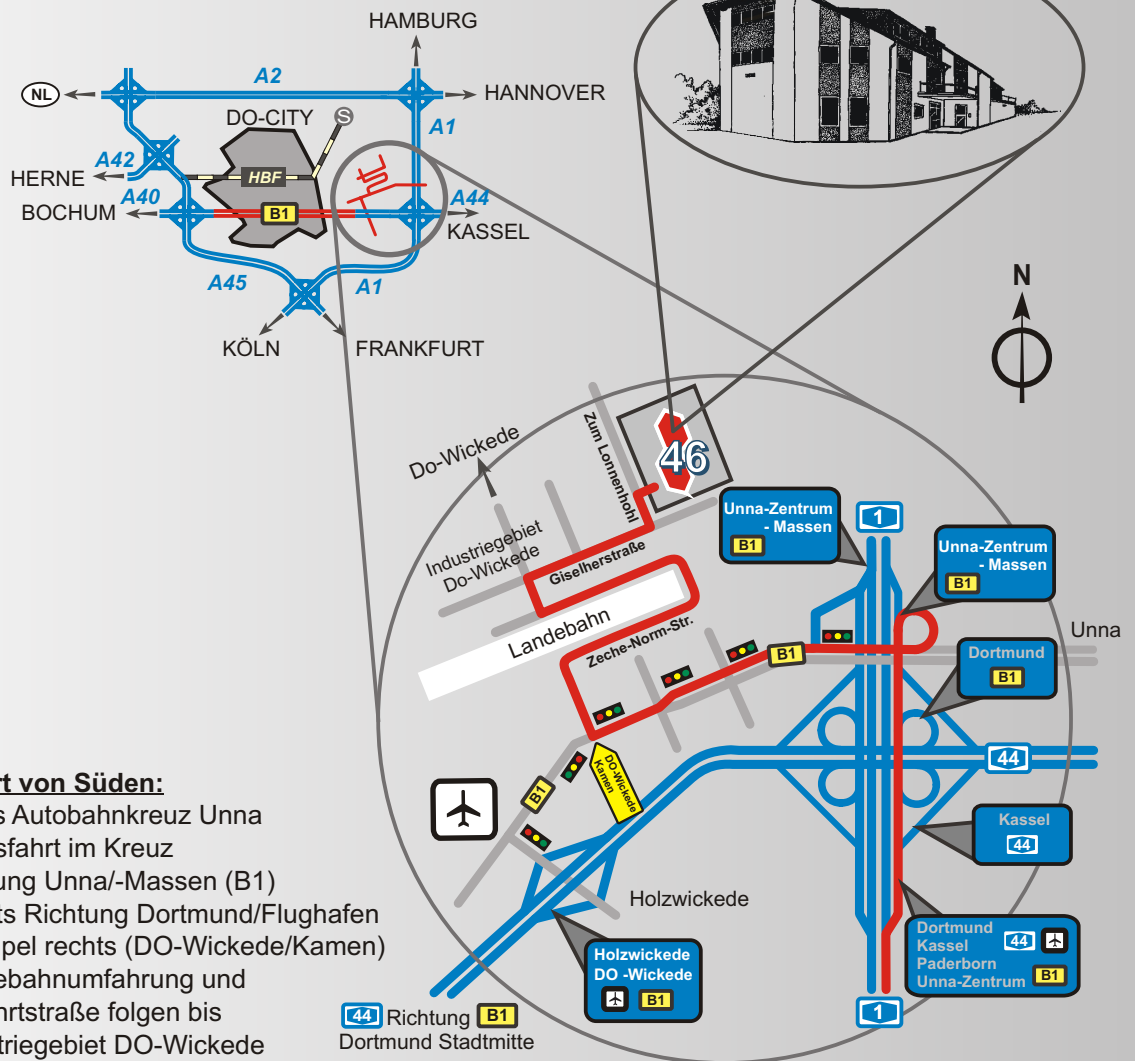 HAMBURG
A2
NL
HANNOVER
DO-CITY
S
A1
A42
HBF
HERNE
A40
A44
BOCHUM
B1
KASSEL
A45
A1
KÖLN
FRANKFURT
N
Do-Wickede
Zum Lonnenhohl
46
Industriegebiet
Do-Wickede
Giselherstraße
Landebahn
Zeche-Norm-Str.
Unna-Zentrum
- Massen
B1
1
Unna-Zentrum
- Massen
B1
Unna
B1
Dortmund
B1
44
DO-Wickede
Kamen
B1
Kassel
44
Holzwickede
Holzwickede
DO -Wickede
B1
Dortmund
Kassel 44
Paderborn
Unna-Zentrum B1
1
44 Richtung B1
Dortmund Stadtmitte
rt von Süden:
s Autobahnkreuz Unna
sfahrt im Kreuz
ung Unna/-Massen (B1)
ts Richtung Dortmund/Flughafen
pel rechts (DO-Wickede/Kamen)
ebahnumfahrung und
hrtstraße folgen bis
triegebiet DO-Wickede